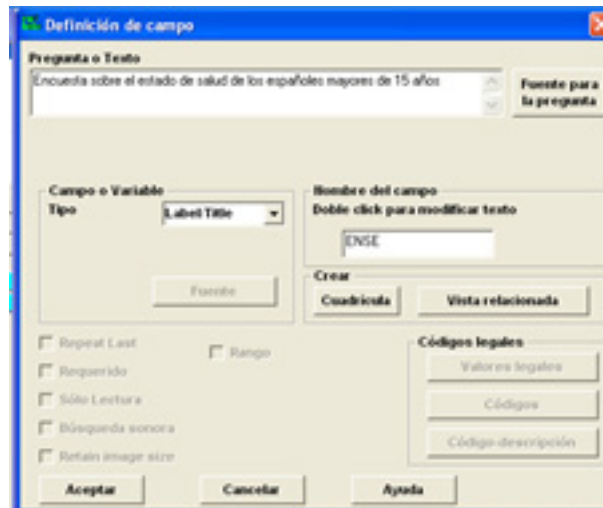 Definición de campo
Pregunta o Texto
Encuesta sobre el estado de salud de los españoles mayores de 15 años
Fuente para
la pregunta
Campo o Variable
Tipo
Label/Title
Fuente
Nombre del campo
Doble click para modificar texto
ENSE
Crear
Cuadrícula
Vista relacionada
Repeat Last
Rango
Requerido
Sólo Lectura
Búsqueda sonora
Retain image size
Códigos legales
Valores legales
Códigos
Código-descripción
Aceptar
Cancelar
Ayuda